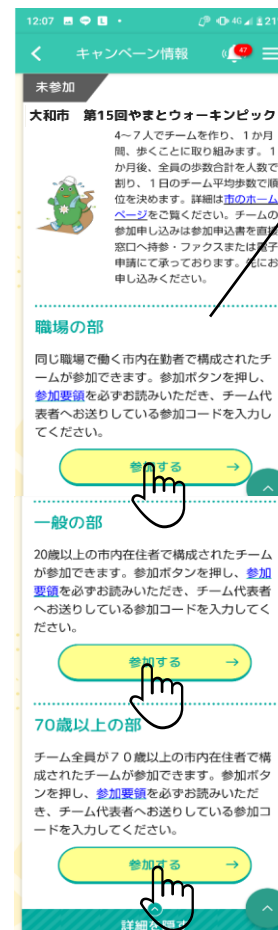 12:07
4G 21
キャンペーン情報
47
未参加
大和市 第15回やまとウォーキンピック
4～7人でチームを作り、1か月
間、歩くことに取り組みます。1
か月後、全員の歩数合計を人数で
割り、1日のチーム平均歩数で順
位を決めます。詳細は市のホーム
ページをご覧ください。チームの
参加申し込みは参加申込書を直接
窓口へ持参・ファクスまたは電子
申請にて承っております。先にお
申し込みください。
職場の部
同じ職場で働く市内在勤者で構成されたチ
ームが参加できます。参加ボタンを押し、
参加要領を必ずお読みいただき、チーム代
表者へお送りしている参加コードを入力し
てください。
参加する →
一般の部
20歳以上の市内在住者で構成されたチーム
が参加できます。参加ボタンを押し、参加
要領を必ずお読みいただき、チーム代表者
へお送りしている参加コードを入力してく
ださい。
参加する →
70歳以上の部
チーム全員が７０歳以上の市内在住者で構
成されたチームが参加できます。参加ボタ
ンを押し、参加要領を必ずお読みいただ
き、チーム代表者へお送りしている参加コ
ードを入力してください。
参加する →
詳細を隠す